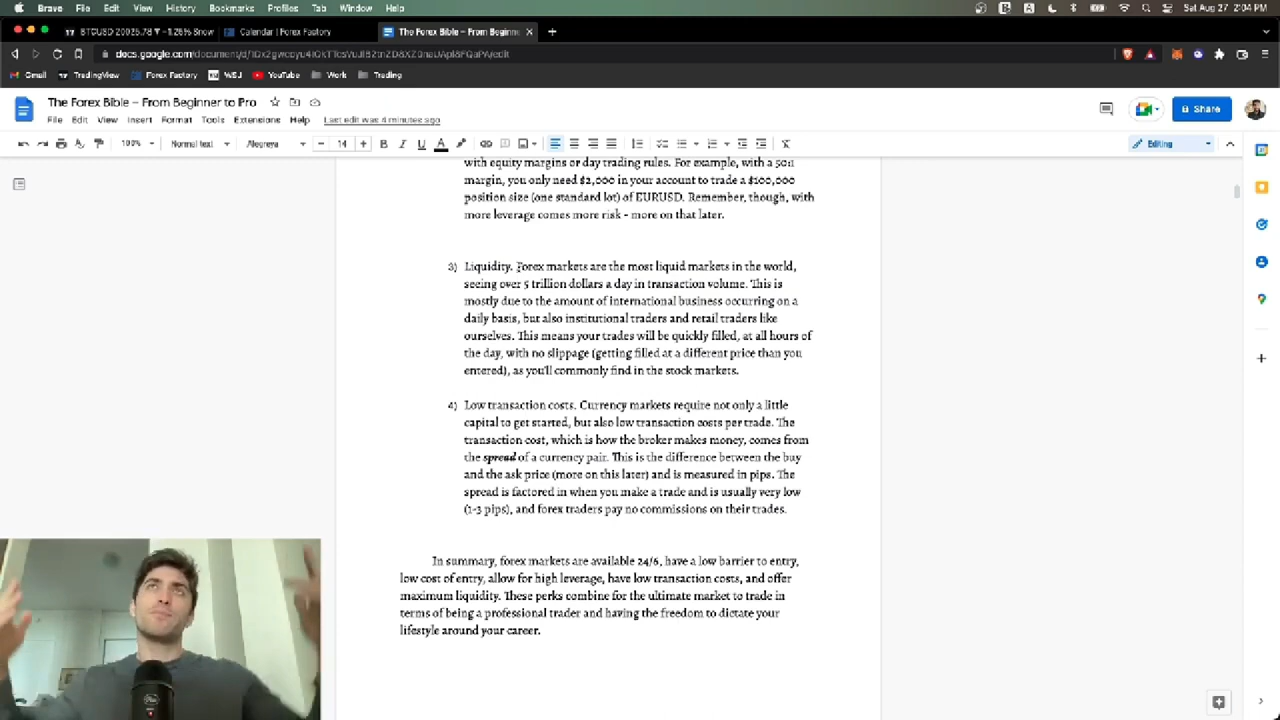 File Edit View History Bookmarks Profiles Tab Window Help
Sat Aug 27 2:04 PM
Calendar | Forex Factory
The Forex Bible – From Beginne
Gmail TradingView Forex Factory WSJ YouTube Work Trading
The Forex Bible – From Beginner to Pro
File Edit View Insert Format Tools Extensions Help Last edit was 4 minutes ago
Share
100% Normal text Alegreya 14
Editing
with equity margins or day trading rules. For example, with a 50:1
margin, you only need $2,000 in your account to trade a $100,000
position size (one standard lot) of EURUSD. Remember, though, with
more leverage comes more risk - more on that later.
3) Liquidity. Forex markets are the most liquid markets in the world,
seeing over 5 trillion dollars a day in transaction volume. This is
mostly due to the amount of international business occurring on a
daily basis, but also institutional traders and retail traders like
ourselves. This means your trades will be quickly filled, at all hours of
the day, with no slippage (getting filled at a different price than you
entered), as you'll commonly find in the stock markets.
4) Low transaction costs. Currency markets require not only a little
capital to get started, but also low transaction costs per trade. The
transaction cost, which is how the broker makes money, comes from
the spread of a currency pair. This is the difference between the buy
and the ask price (more on this later) and is measured in pips. The
spread is factored in when you make a trade and is usually very low
(1-3 pips), and forex traders pay no commissions on their trades.
In summary, forex markets are available 24/6, have a low barrier to entry,
low cost of entry, allow for high leverage, have low transaction costs, and offer
maximum liquidity. These perks combine for the ultimate market to trade in
terms of being a professional trader and having the freedom to dictate your
lifestyle around your career.